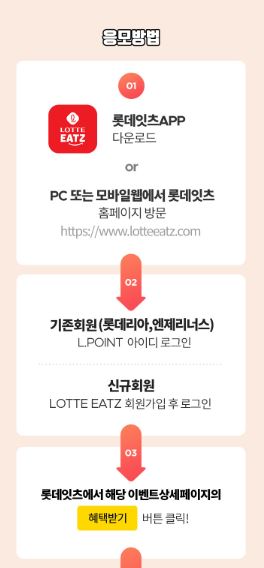 응모방법
01
LOTTE
EATZ
롯데잇츠APP
다운로드
or
PC 또는 모바일웹에서 롯데잇츠
홈페이지 방문
https://www.lotteeatz.com
02
기존회원(롯데리아,엔제리너스)
L.POINT 아이디 로그인
신규회원
LOTTE EATZ 회원가입 후 로그인
03
롯데잇츠에서 해당 이벤트상세페이지의
혜택받기 버튼 클릭!